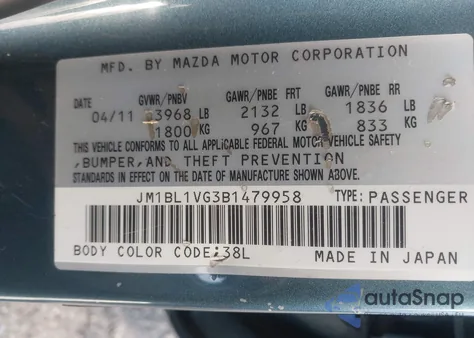 MFD. BY MAZDA MOTOR CORPORATION
DATE GVWR/PNBV GAWR/PNBE FRT GAWR/PNBE RR
04/11 3968 LB 2132 LB 1836 LB
1800 KG 967 KG 833 KG
THIS VEHICLE CONFORMS TO ALL APPLICABLE FEDERAL MOTOR VEHICLE SAFETY
,BUMPER,AND THEFT PREVENTION
STANDARDS IN EFFECT ON THE DATE OF MANUFACTURE SHOWN ABOVE.
JM1BL1VG3B1479958 TYPE: PASSENGER
BODY COLOR CODE:38L MADE IN JAPAN
autoSnap